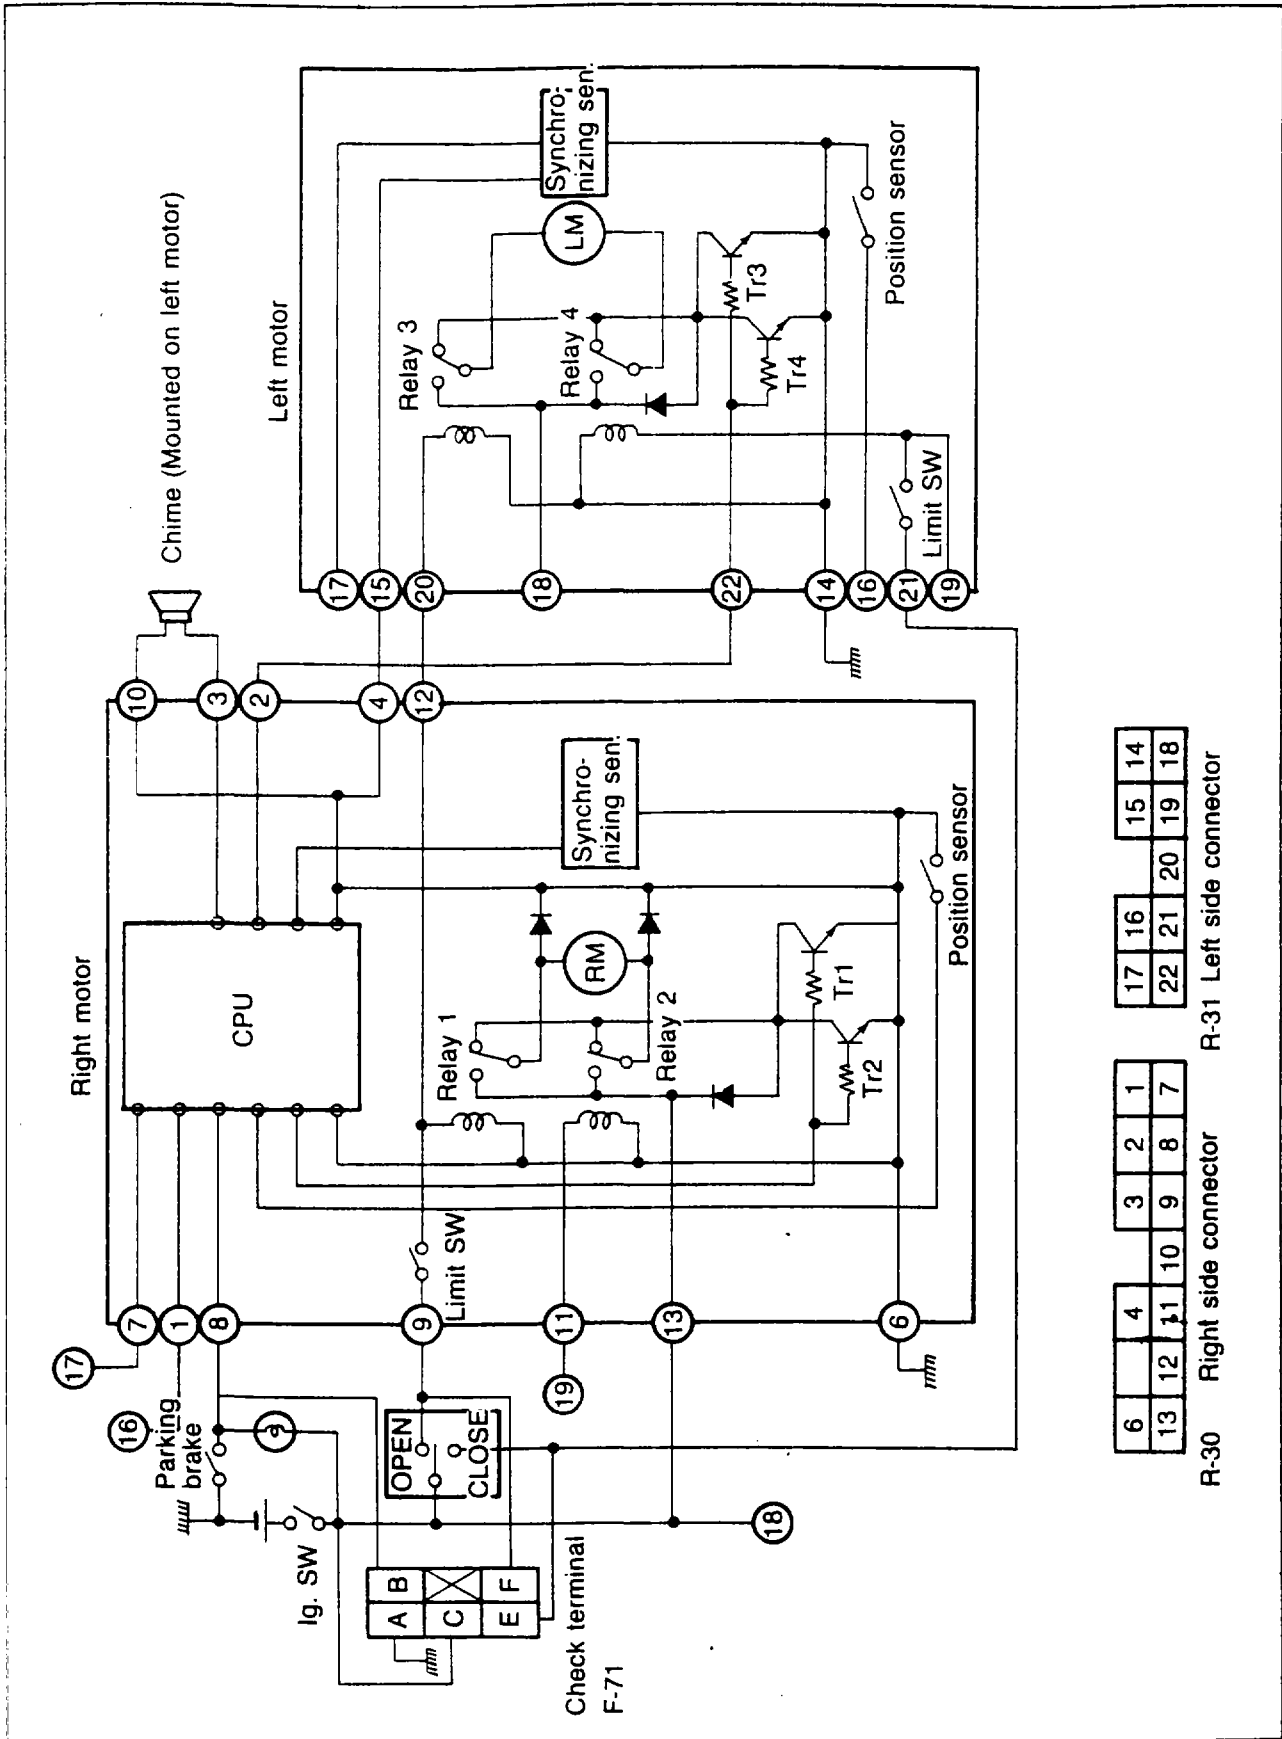 Chime (Mounted on left motor)
Right motor
Left motor
CPU
17
7
1
8
16
Parking
brake
Ig. SW
9
Limit SW
11
19
13
6
18
OPEN
CLOSE
A
B
C
E
F
Check terminal
F-71
10
3
2
4
12
Relay 1
Relay 2
RM
Synchro-
nizing sen.
Tr1
Tr2
Position sensor
17
15
20
18
22
14
16
21
19
Relay 3
Relay 4
LM
Synchro-
nizing sen.
Tr3
Tr4
Position sensor
Limit SW
6 4 3 2 1
13 12 11 10 9 8 7
R-30 Right side connector
17 16 15 14
22 21 20 19 18
R-31 Left side connector